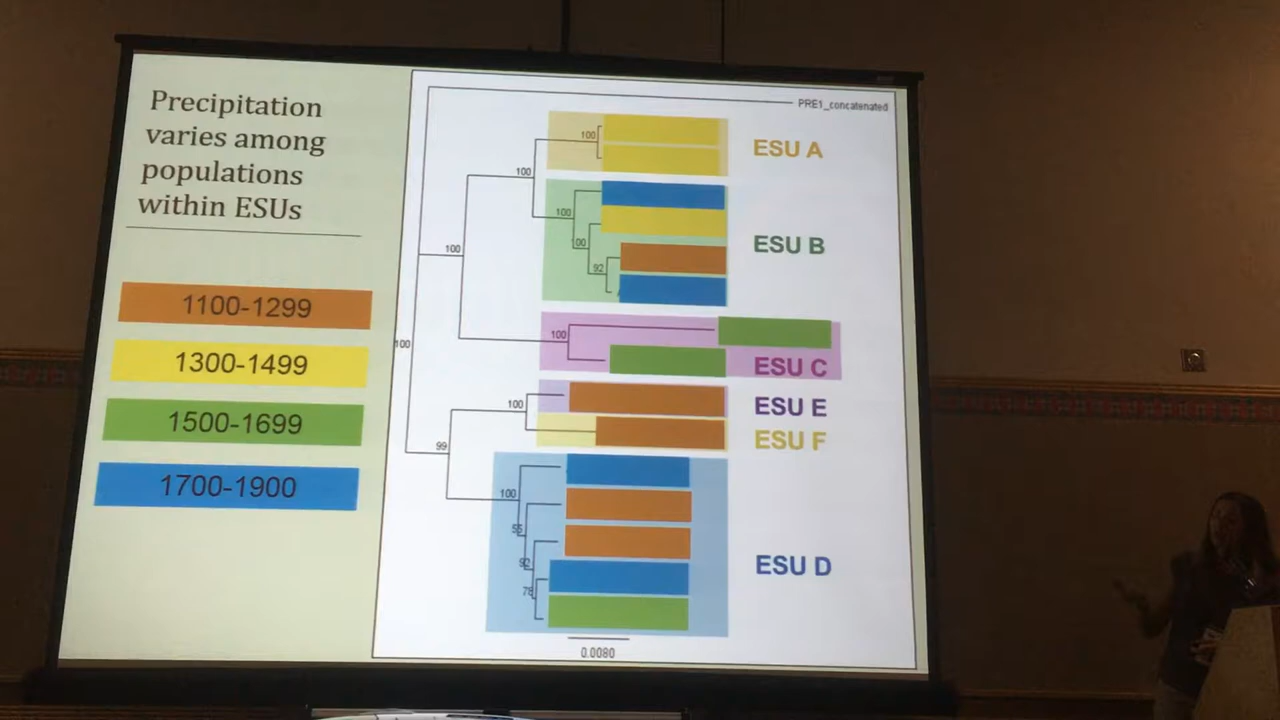 Precipitation
varies among
populations
within ESUs
1100-1299
1300-1499
1500-1699
1700-1900
PRE1_concatenated
100
ESU A
100
100
00
92
ESU B
100
100
ESU C
100
100
ESU E
ESU F
99
100
55
92
78
ESU D
0.0080